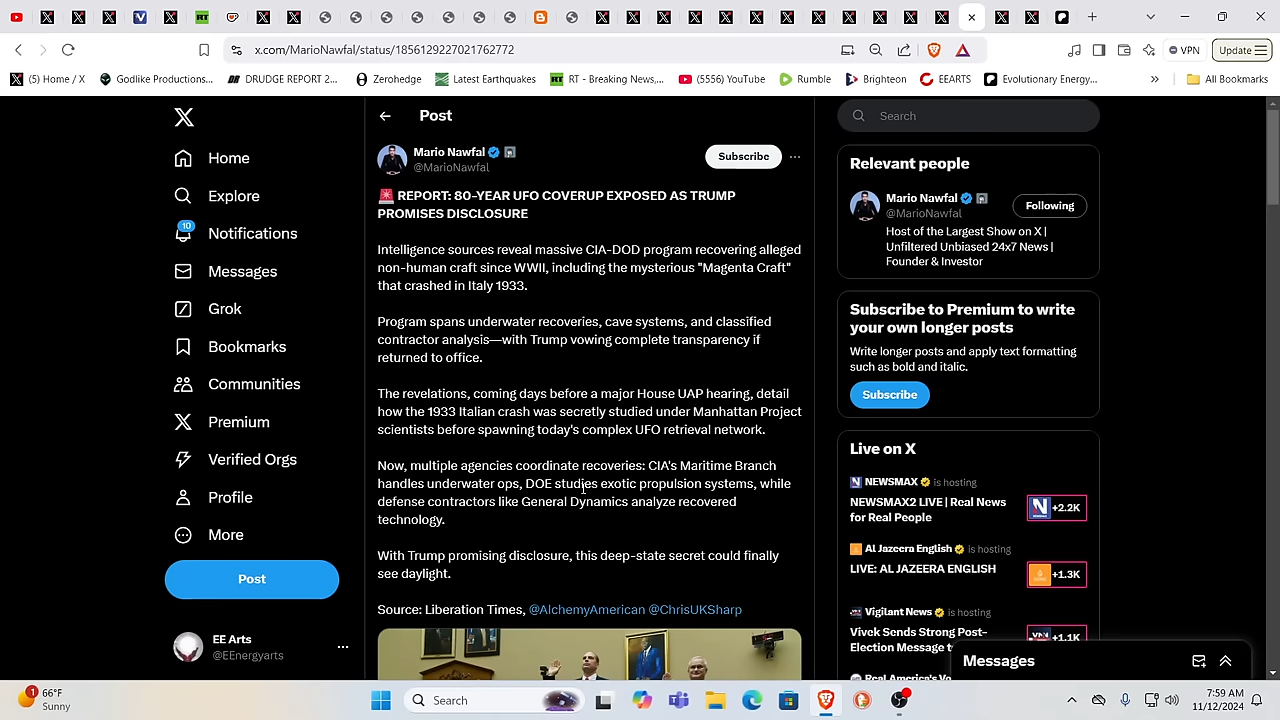 x.com/MarioNawfal/status/1856129227021762772
VPN
Update
(5) Home / X
Godlike Productions...
DRUDGE REPORT 2...
Zerohedge
Latest Earthquakes
RT - Breaking News,...
(5556) YouTube
Rumble
Brighteon
EEARTS
Evolutionary Energy...
All Bookmarks
Home
Explore
10
Notifications
Messages
Grok
Bookmarks
Communities
Premium
Verified Orgs
Profile
More
Post
EE Arts
@EEnergyarts
Post
Mario Nawfal
@MarioNawfal
Subscribe
🚨 REPORT: 80-YEAR UFO COVERUP EXPOSED AS TRUMP
PROMISES DISCLOSURE
Intelligence sources reveal massive CIA-DOD program recovering alleged
non-human craft since WWII, including the mysterious "Magenta Craft"
that crashed in Italy 1933.
Program spans underwater recoveries, cave systems, and classified
contractor analysis—with Trump vowing complete transparency if
returned to office.
The revelations, coming days before a major House UAP hearing, detail
how the 1933 Italian crash was secretly studied under Manhattan Project
scientists before spawning today's complex UFO retrieval network.
Now, multiple agencies coordinate recoveries: CIA's Maritime Branch
handles underwater ops, DOE studies exotic propulsion systems, while
defense contractors like General Dynamics analyze recovered
technology.
With Trump promising disclosure, this deep-state secret could finally
see daylight.
Source: Liberation Times, @AlchemyAmerican @ChrisUKSharp
Search
Relevant people
Mario Nawfal
@MarioNawfal
Following
Host of the Largest Show on X |
Unfiltered Unbiased 24x7 News |
Founder & Investor
Subscribe to Premium to write
your own longer posts
Write longer posts and apply text formatting
such as bold and italic.
Subscribe
Live on X
NEWSMAX is hosting
NEWSMAX2 LIVE | Real News
for Real People
+2.2K
Al Jazeera English is hosting
LIVE: AL JAZEERA ENGLISH
+1.3K
Vigilant News is hosting
Vivek Sends Strong Post-
Election Message t
+1.1K
Messages
1
66°F
Sunny
Search
7:59 AM
11/12/2024